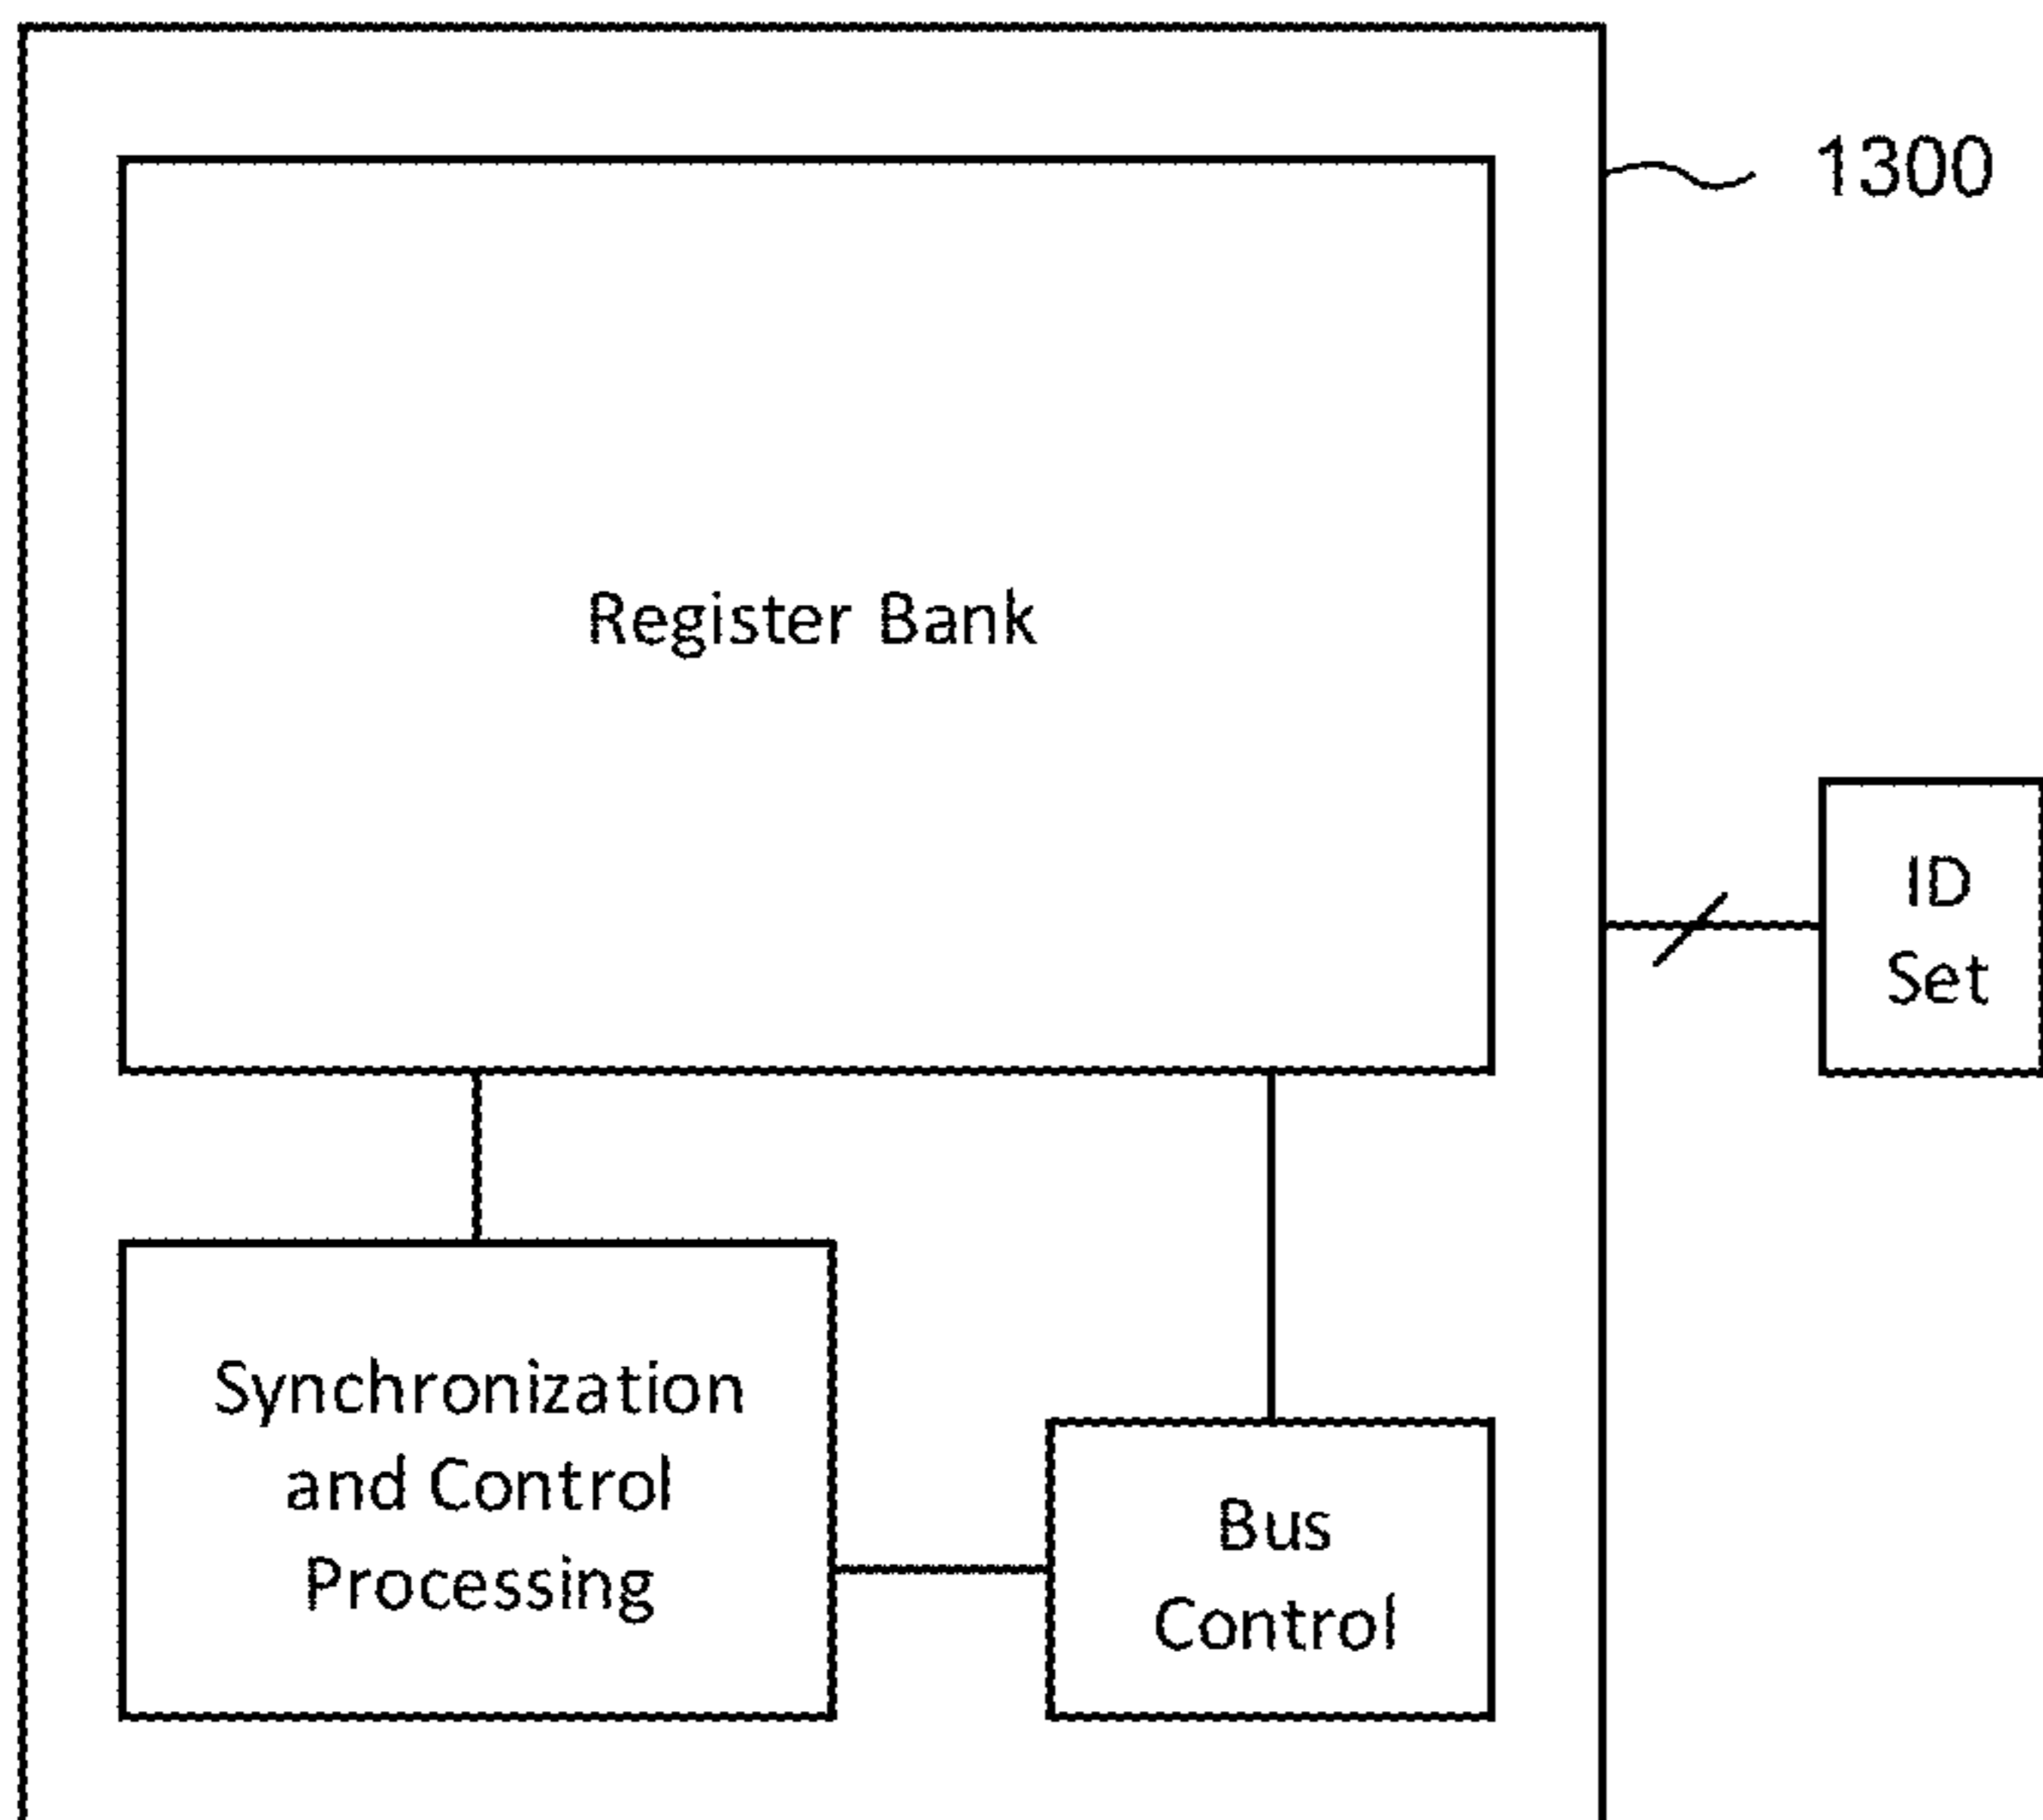 1300
Register Bank
ID
Set
Synchronization
and Control
Processing
Bus
Control